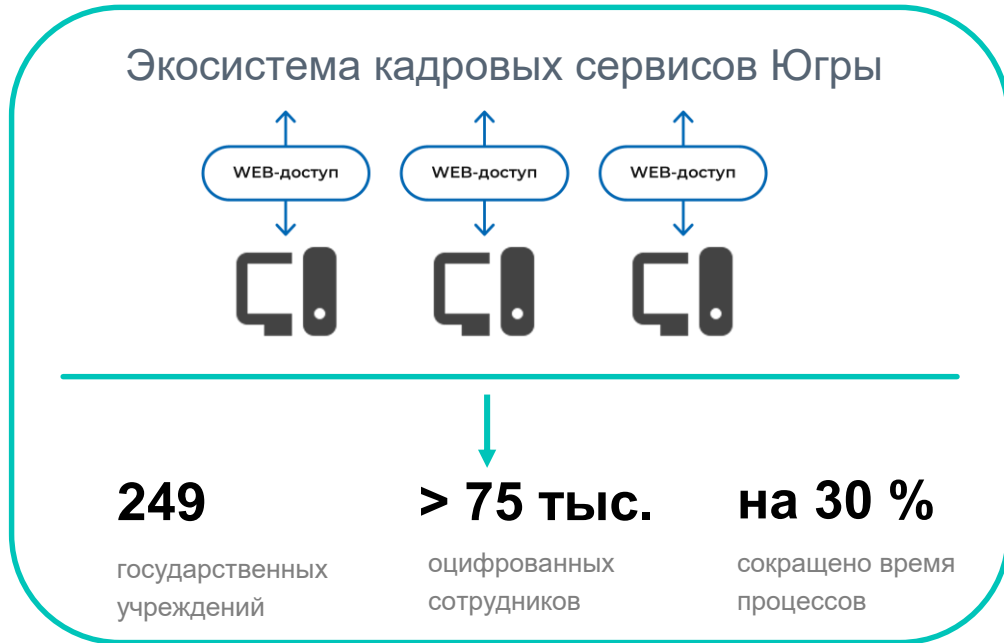 Экосистема кадровых сервисов Югры
WEB-доступ WEB-доступ WEB-доступ
249 > 75 тыс. на 30 %
государственных оцифрованных сокращено время
учреждений сотрудников процессов